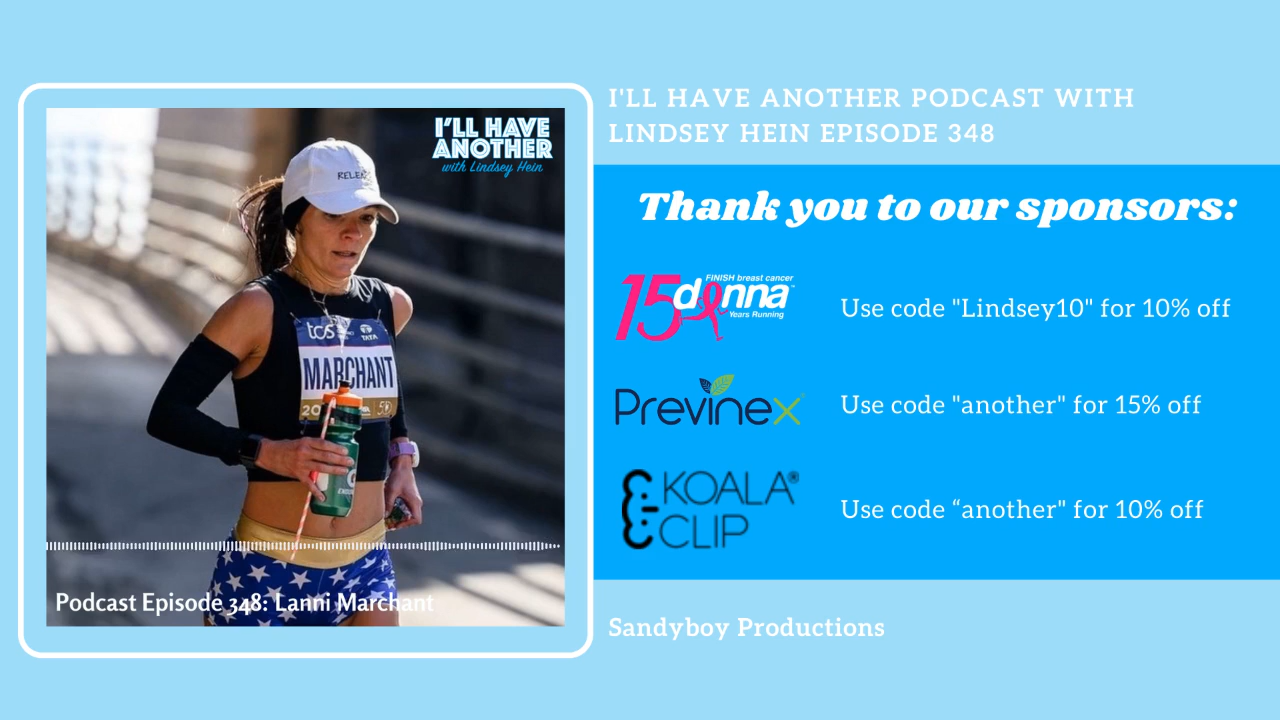 I'LL HAVE ANOTHER PODCAST WITH
LINDSEY HEIN EPISODE 348
I'LL HAVE
ANOTHER
with Lindsey Hein
tcs
TATA
MARCHANT
Podcast Episode 348: Lanni Marchant
Thank you to our sponsors:
FINISH breast cancer
15 donna
Years Running
Use code "Lindsey10" for 10% off
Previnex
Use code "another" for 15% off
KOALA®
CLIP
Use code “another" for 10% off
Sandyboy Productions